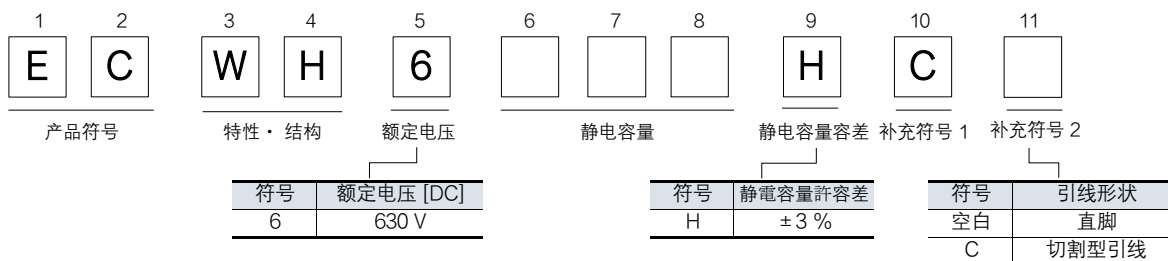 1 2 3 4 5 6 7 8 9 10 11
E C W H 6 H C
产品符号 特性・结构 额定电压 静电容量 静电容量容差 补充符号 1 补充符号 2
符号 额定电压 [DC] 符号 静電容量許容差 符号 引线形状
6 630 V H ±3 % 空白 直脚
C 切割型引线